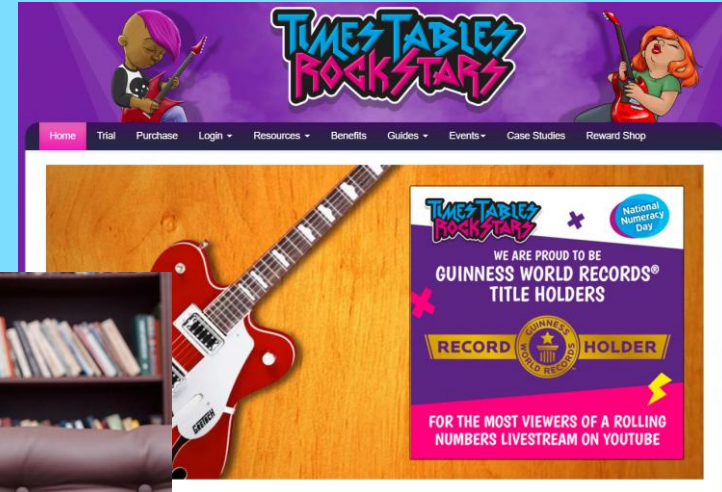 TIMES TABLES
ROCK STARS
Home Trial Purchase Login Resources Benefits Guides Events Case Studies Reward Shop
TIMES TABLES
ROCK STARS
National
Numeracy
Day
WE ARE PROUD TO BE
GUINNESS WORLD RECORDS®
TITLE HOLDERS
RECORD
GUINNESS
WORLD RECORDS
HOLDER
FOR THE MOST VIEWERS OF A ROLLING
NUMBERS LIVESTREAM ON YOUTUBE
GRETSCH